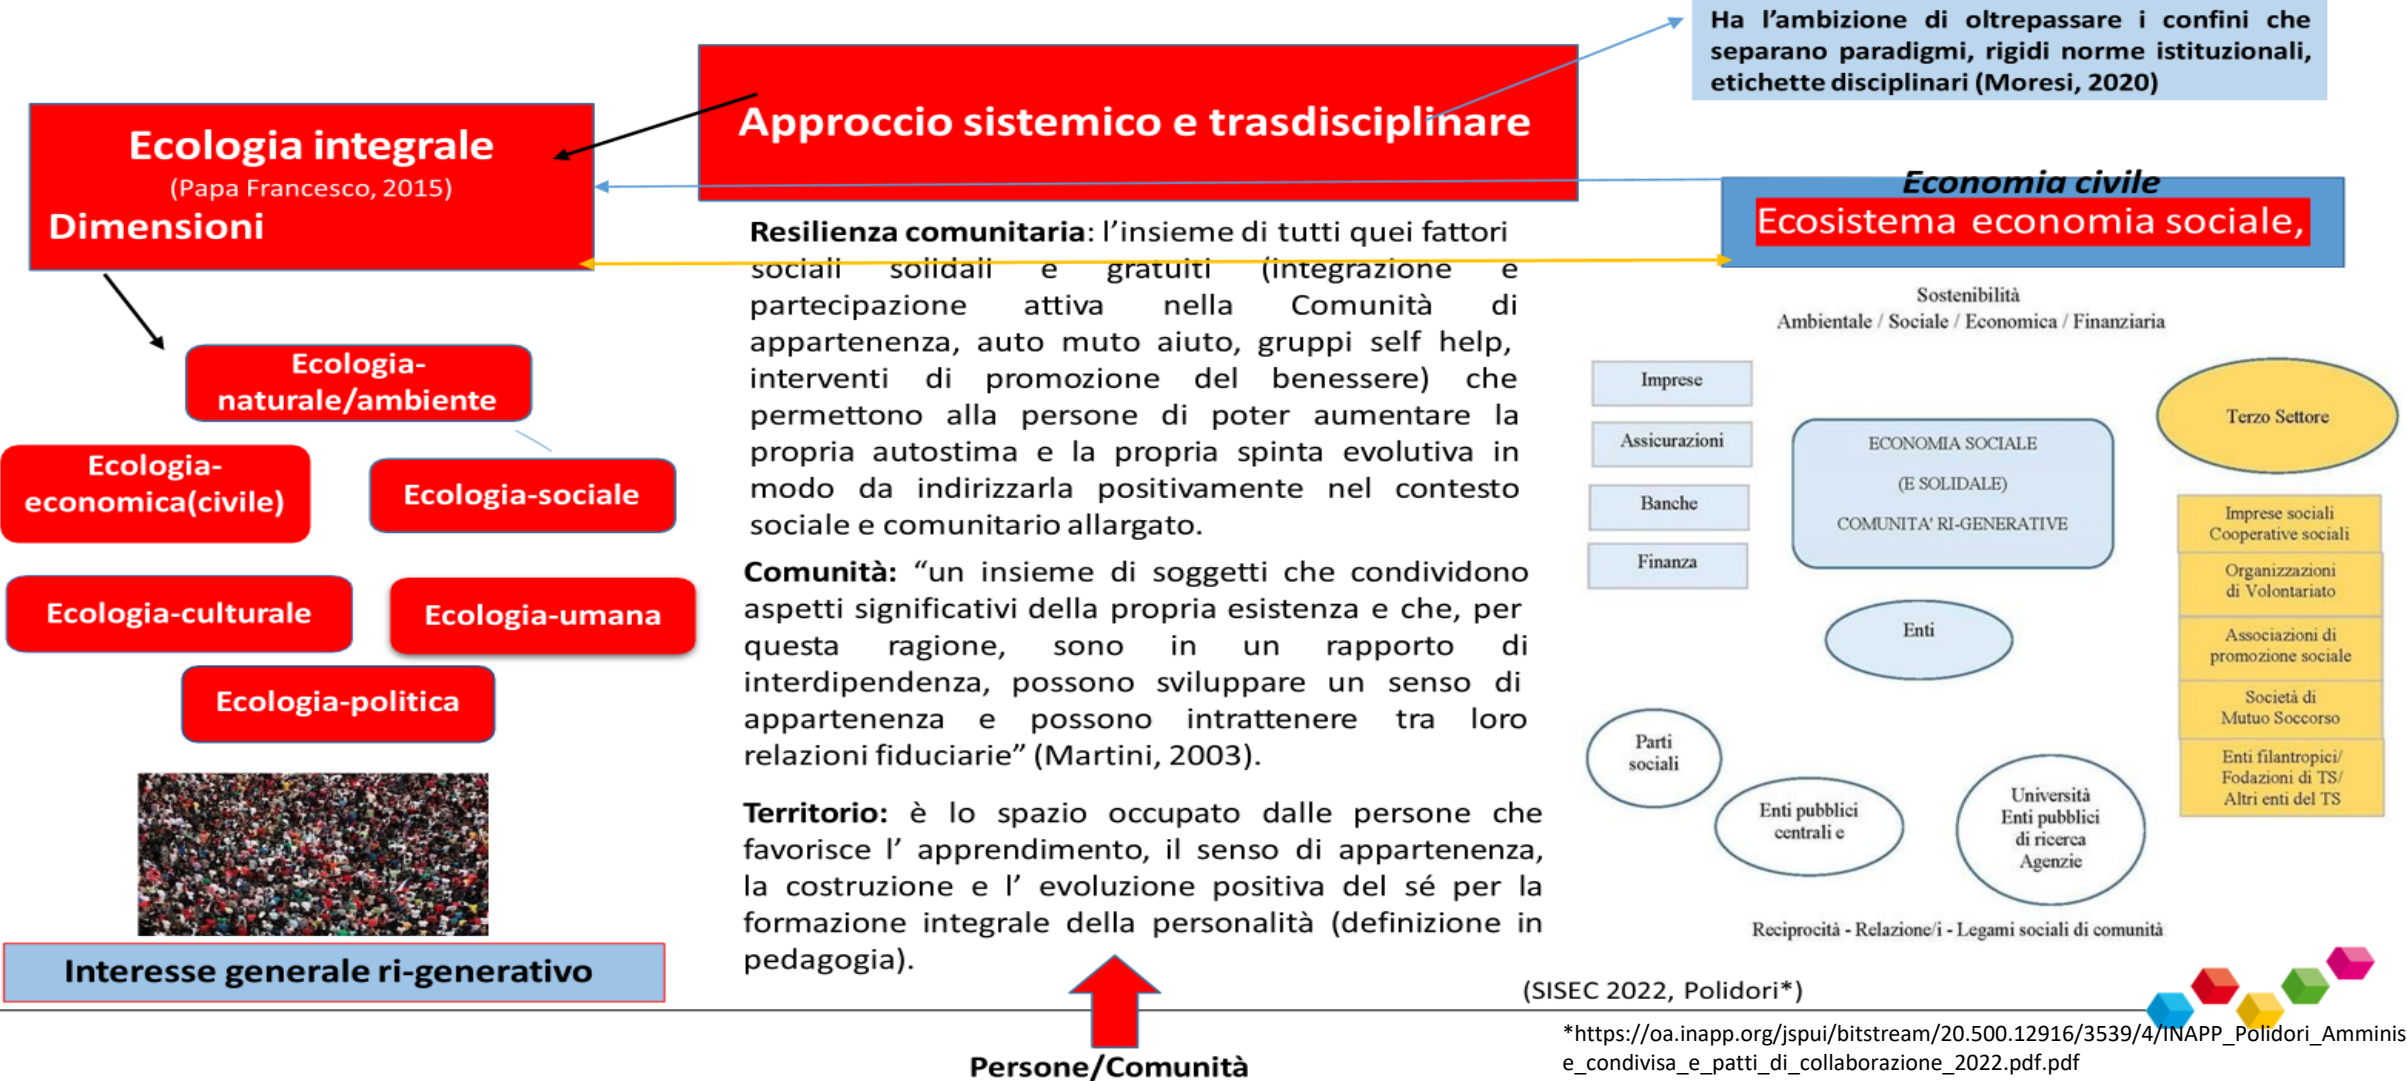 Ha l'ambizione di oltrepassare i confini che
separano paradigmi, rigidi norme istituzionali,
etichette disciplinari (Moresi, 2020)
Approccio sistemico e trasdisciplinare
Ecologia integrale
(Papa Francesco, 2015)
Dimensioni
Economia civile
Ecosistema economia sociale,
Ecologia-
naturale/ambiente
Ecologia-
economica(civile)
Ecologia-sociale
Ecologia-culturale
Ecologia-umana
Ecologia-politica
Interesse generale ri-generativo
Resilienza comunitaria: l'insieme di tutti quei fattori
sociali solidali e gratuiti (integrazione e
partecipazione attiva nella Comunità di
appartenenza, auto muto aiuto, gruppi self help,
interventi di promozione del benessere) che
permettono alla persone di poter aumentare la
propria autostima e la propria spinta evolutiva in
modo da indirizzarla positivamente nel contesto
sociale e comunitario allargato.
Comunità: “un insieme di soggetti che condividono
aspetti significativi della propria esistenza e che, per
questa ragione, sono in un rapporto di
interdipendenza, possono sviluppare un senso di
appartenenza e possono intrattenere tra loro
relazioni fiduciarie” (Martini, 2003).
Territorio: è lo spazio occupato dalle persone che
favorisce l' apprendimento, il senso di appartenenza,
la costruzione e l' evoluzione positiva del sé per la
formazione integrale della personalità (definizione in
pedagogia).
Persone/Comunità
Sostenibilità
Ambientale / Sociale / Economica / Finanziaria
Imprese
Assicurazioni
Banche
Finanza
ECONOMIA SOCIALE
(E SOLIDALE)
COMUNITA' RI-GENERATIVE
Enti
Terzo Settore
Imprese sociali
Cooperative sociali
Organizzazioni
di Volontariato
Associazioni di
promozione sociale
Società di
Mutuo Soccorso
Enti filantropici/
Fodazioni di TS/
Altri enti del TS
Parti
sociali
Enti pubblici
centrali e
Università
Enti pubblici
di ricerca
Agenzie
Reciprocità - Relazione/i - Legami sociali di comunità
(SISEC 2022, Polidori*)
*https://oa.inapp.org/jspui/bitstream/20.500.12916/3539/4/INAPP_Polidori_Amminis
e_condivisa_e_patti_di_collaborazione_2022.pdf.pdf